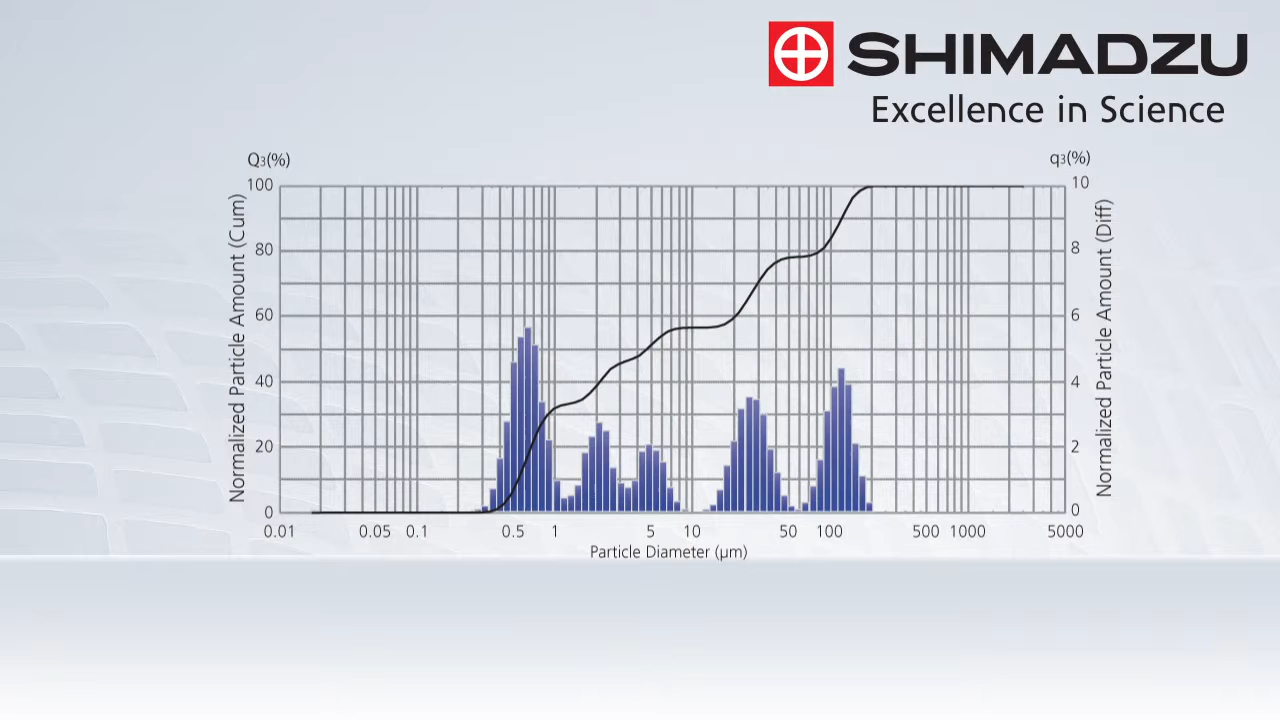 SHIMADZU
Excellence in Science
Q3(%)
q3(%)
Normalized Particle Amount (Cum)
100
80
60
40
20
0
10
8
6
4
2
0
Normalized Particle Amount (Diff)
0.01 0.05 0.1 0.5 1 5 10 50 100 500 1000 5000
Particle Diameter (µm)